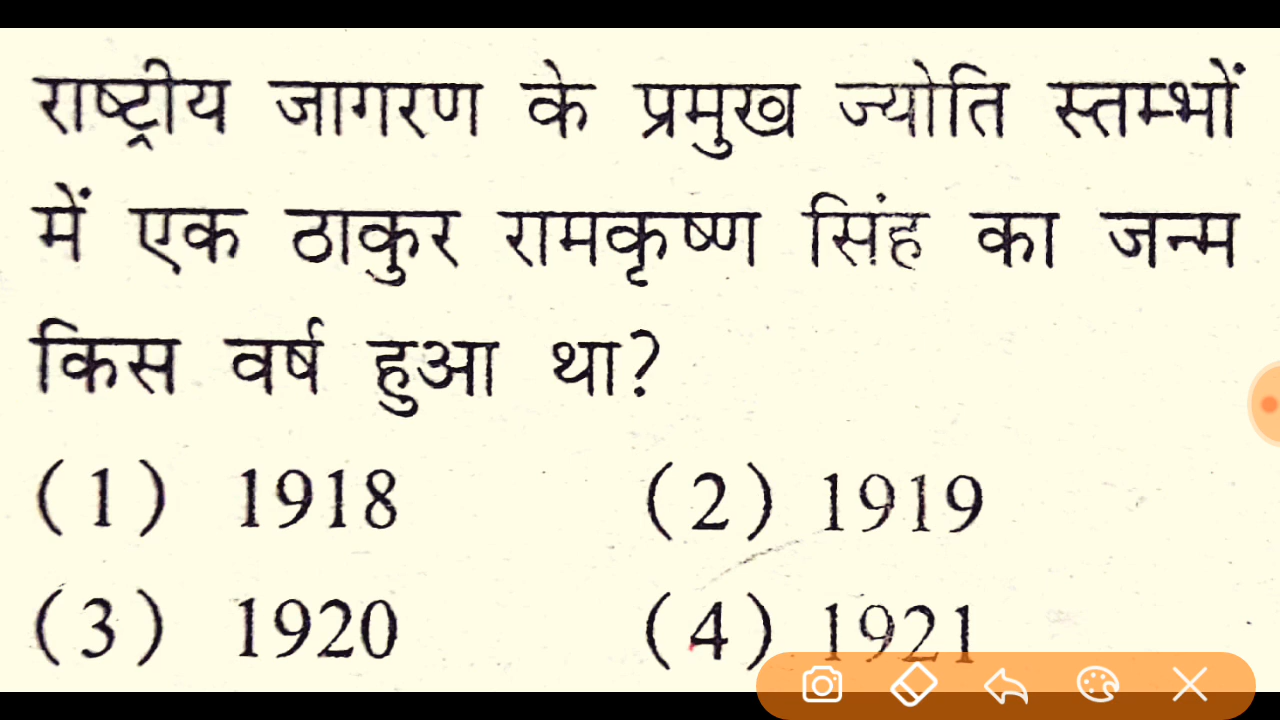 राष्ट्रीय जागरण के प्रमुख ज्योति स्तम्भों
में एक ठाकुर रामकृष्ण सिंह का जन्म
किस वर्ष हुआ था?
(1) 1918 (2) 1919
(3) 1920 (4) 1921